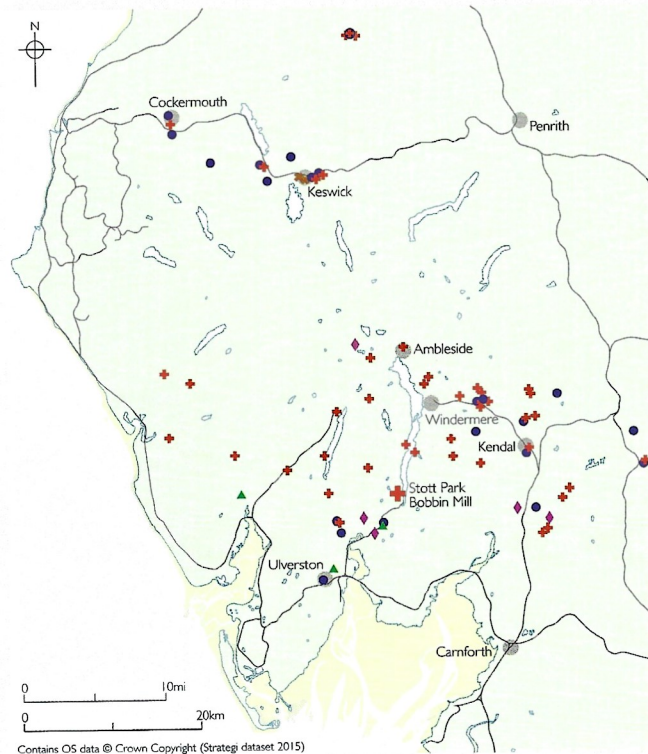 N
Cockermouth
Penrith
Keswick
Ambleside
Windermere
Kendal
Stott Park
Bobbin Mill
Ulverston
Carnforth
0 10mi
0 20km
Contains OS data © Crown Copyright (Strategi dataset 2015)